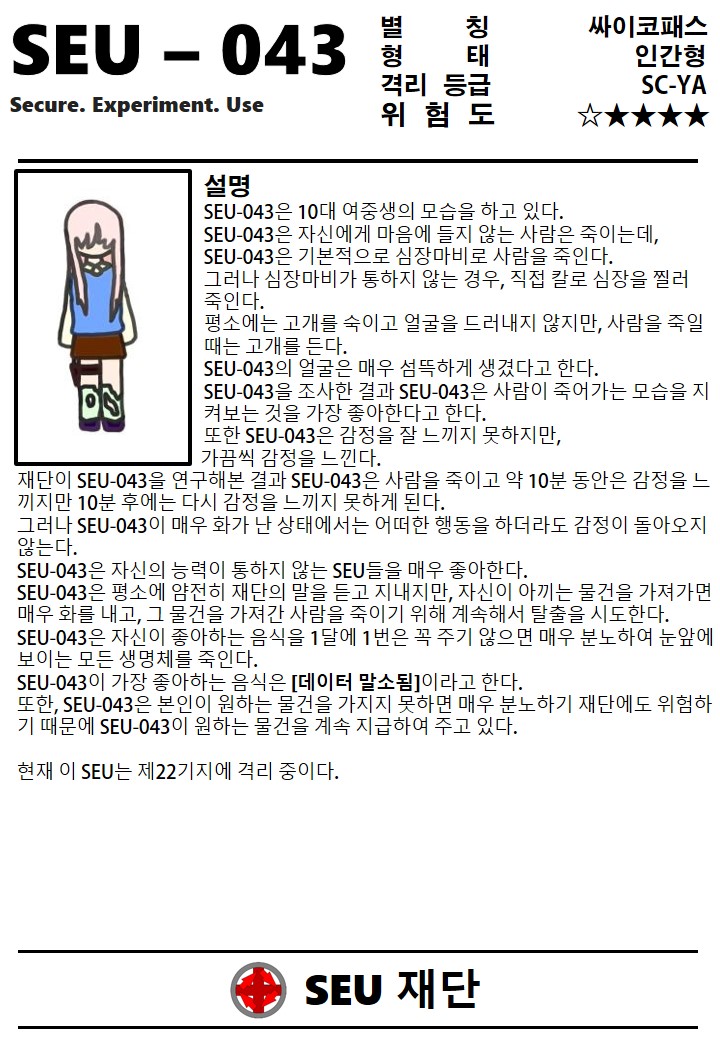 SEU – 043
Secure. Experiment. Use
별 칭 싸이코패스
형 태 인간형
격리 등급 SC-YA
위 험 도 ☆★★★★
설명
SEU-043은 10대 여중생의 모습을 하고 있다.
SEU-043은 자신에게 마음에 들지 않는 사람은 죽이는데,
SEU-043은 기본적으로 심장마비로 사람을 죽인다.
그러나 심장마비가 통하지 않는 경우, 직접 칼로 심장을 찔러
죽인다.
평소에는 고개를 숙이고 얼굴을 드러내지 않지만, 사람을 죽일
때는 고개를 든다.
SEU-043의 얼굴은 매우 섬뜩하게 생겼다고 한다.
SEU-043을 조사한 결과 SEU-043은 사람이 죽어가는 모습을 지
켜보는 것을 가장 좋아한다고 한다.
또한 SEU-043은 감정을 잘 느끼지 못하지만,
가끔씩 감정을 느낀다.
재단이 SEU-043을 연구해본 결과 SEU-043은 사람을 죽이고 약 10분 동안은 감정을 느
끼지만 10분 후에는 다시 감정을 느끼지 못하게 된다.
그러나 SEU-043이 매우 화가 난 상태에서는 어떠한 행동을 하더라도 감정이 돌아오지
않는다.
SEU-043은 자신의 능력이 통하지 않는 SEU들을 매우 좋아한다.
SEU-043은 평소에 얌전히 재단의 말을 듣고 지내지만, 자신이 아끼는 물건을 가져가면
매우 화를 내고, 그 물건을 가져간 사람을 죽이기 위해 계속해서 탈출을 시도한다.
SEU-043은 자신이 좋아하는 음식을 1달에 1번은 꼭 주기 않으면 매우 분노하여 눈앞에
보이는 모든 생명체를 죽인다.
SEU-043이 가장 좋아하는 음식은 [데이터 말소됨]이라고 한다.
또한, SEU-043은 본인이 원하는 물건을 가지지 못하면 매우 분노하기 재단에도 위험하
기 때문에 SEU-043이 원하는 물건을 계속 지급하여 주고 있다.
현재 이 SEU는 제22기지에 격리 중이다.
SEU 재단